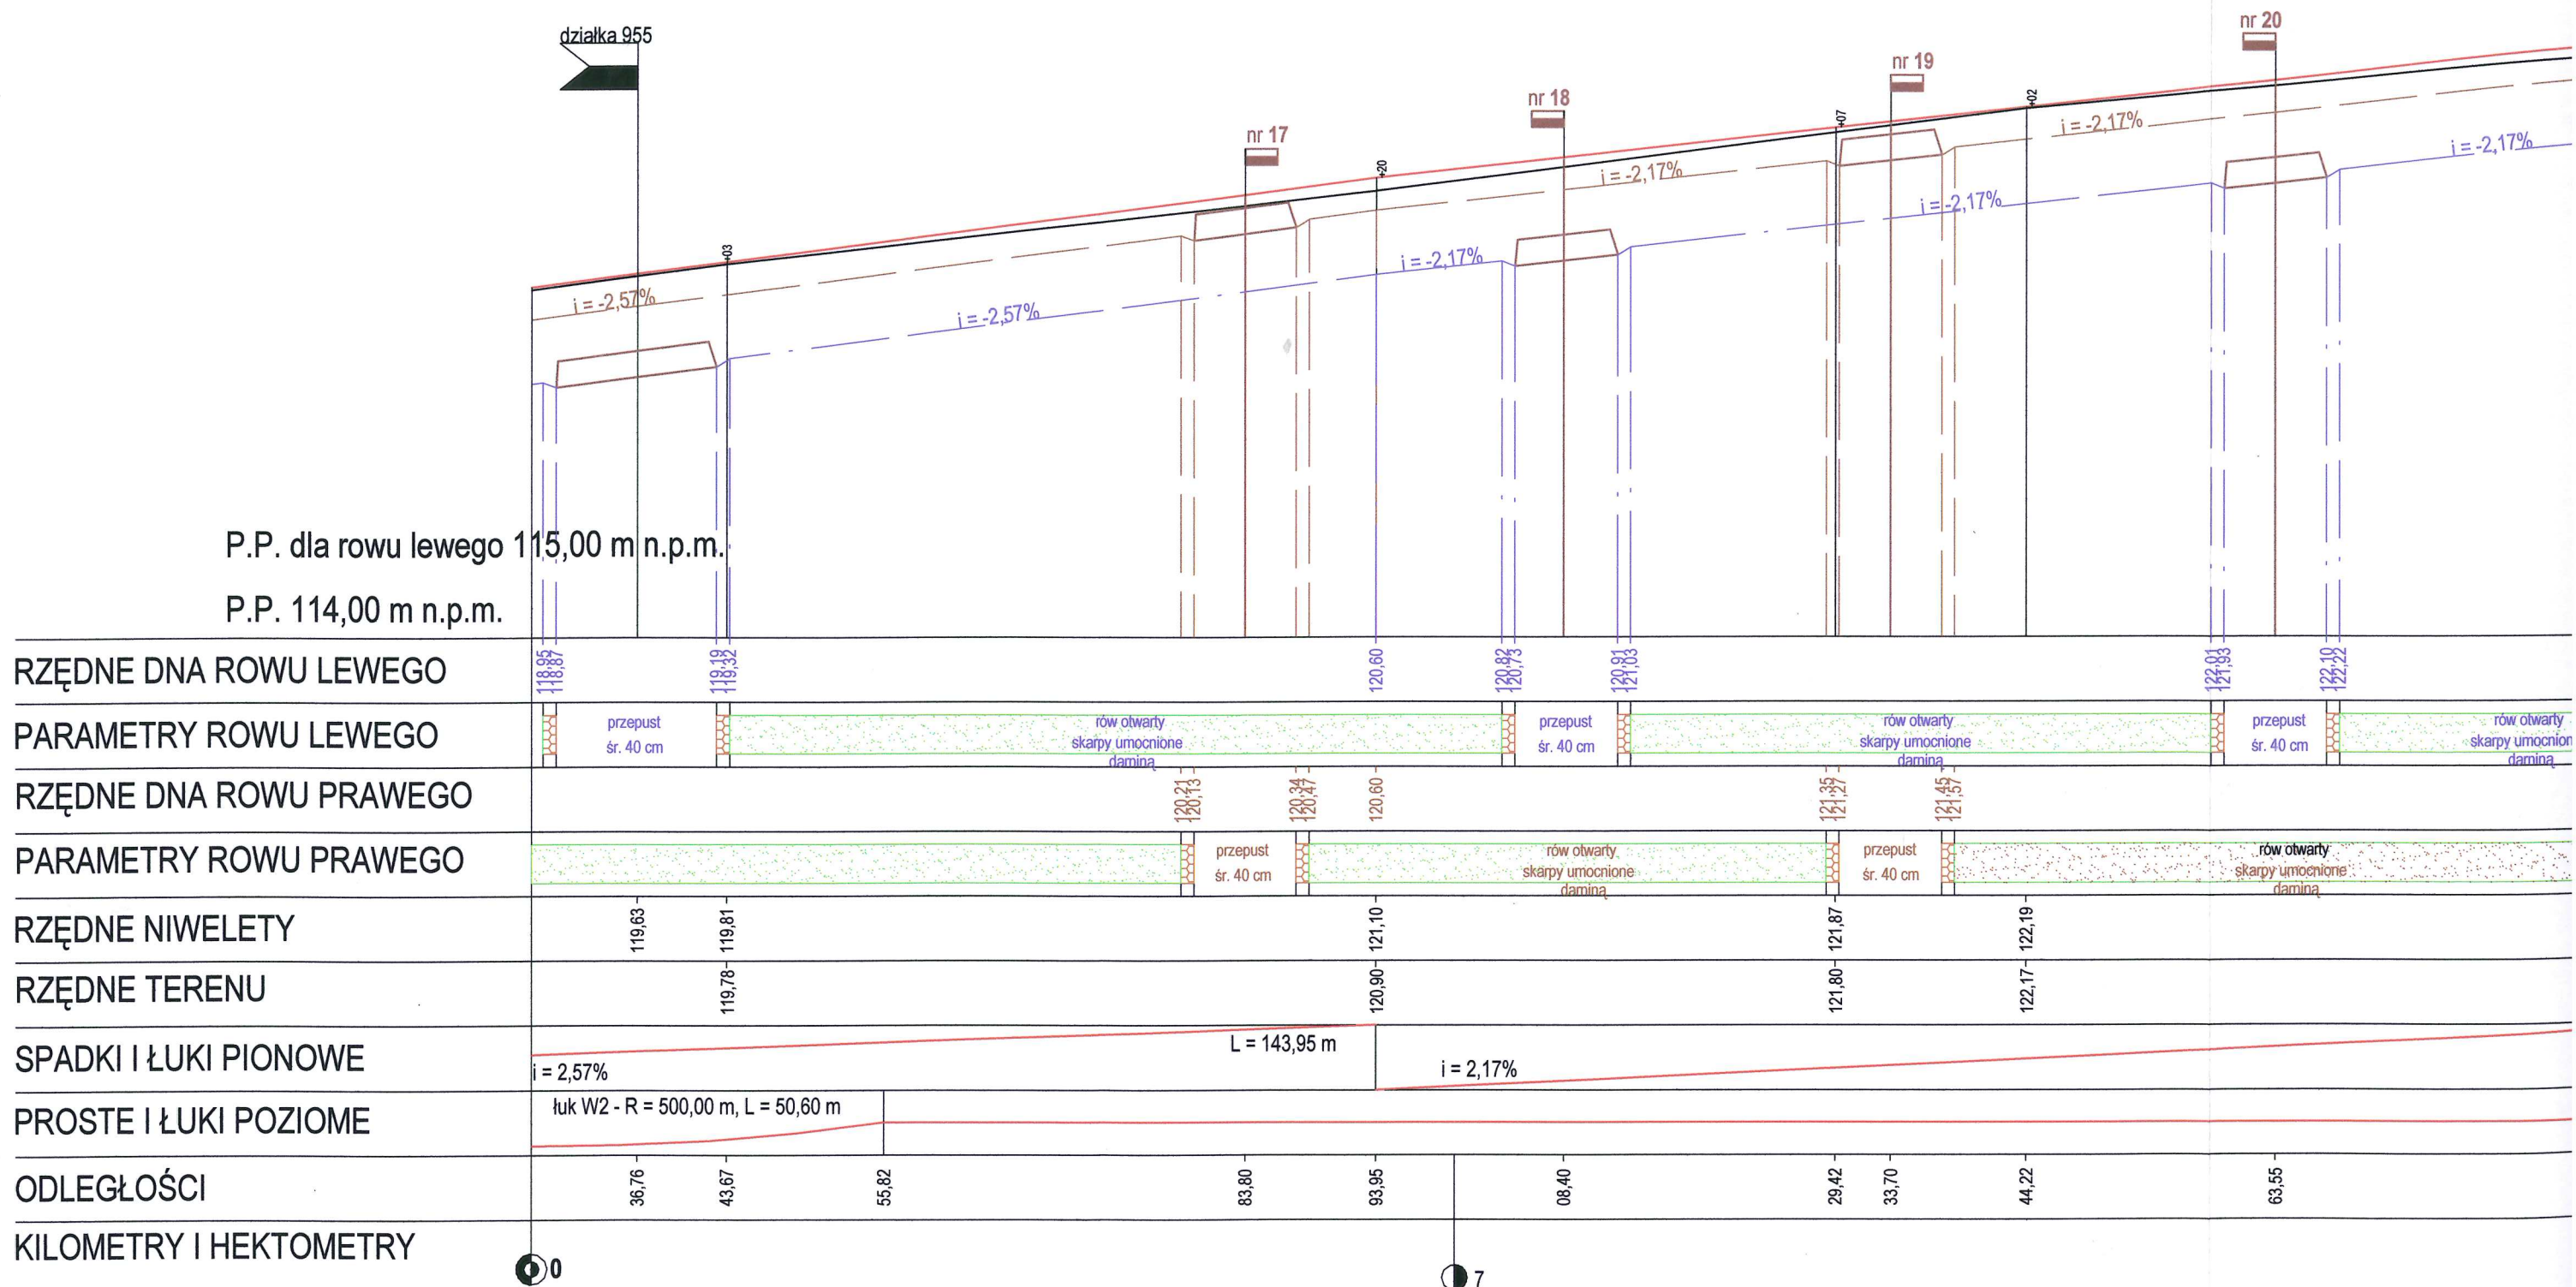 działka 955
nr 17
nr 18
nr 19
nr 20
+03
+20
+07
+02
i = -2,57%
i = -2,57%
i = -2,17%
i = -2,17%
i = -2,17%
i = -2,17%
i = -2,17%
P.P. dla rowu lewego 115,00 m n.p.m.
P.P. 114,00 m n.p.m.
RZĘDNE DNA ROWU LEWEGO
118,95
118,87
119,19
119,32
120,60
120,82
120,73
120,91
121,03
122,01
121,93
122,10
122,22
PARAMETRY ROWU LEWEGO
przepust
śr. 40 cm
rów otwarty
skarpy umocnione
darniną
przepust
śr. 40 cm
rów otwarty
skarpy umocnione
darniną
przepust
śr. 40 cm
rów otwarty
skarpy umocnion
darniną
RZĘDNE DNA ROWU PRAWEGO
120,21
120,13
120,34
120,47
120,60
121,35
121,27
121,45
121,57
PARAMETRY ROWU PRAWEGO
przepust
śr. 40 cm
rów otwarty
skarpy umocnione
darniną
przepust
śr. 40 cm
rów otwarty
skarpy umocnione
darniną
RZĘDNE NIWELETY
119,63
119,81
121,10
121,87
122,19
RZĘDNE TERENU
119,78
120,90
121,80
122,17
SPADKI I ŁUKI PIONOWE
i = 2,57%
L = 143,95 m
i = 2,17%
PROSTE I ŁUKI POZIOME
łuk W2 - R = 500,00 m, L = 50,60 m
ODLEGŁOŚCI
36,76
43,67
55,82
83,80
93,95
08,40
29,42
33,70
44,22
63,55
KILOMETRY I HEKTOMETRY
0
7